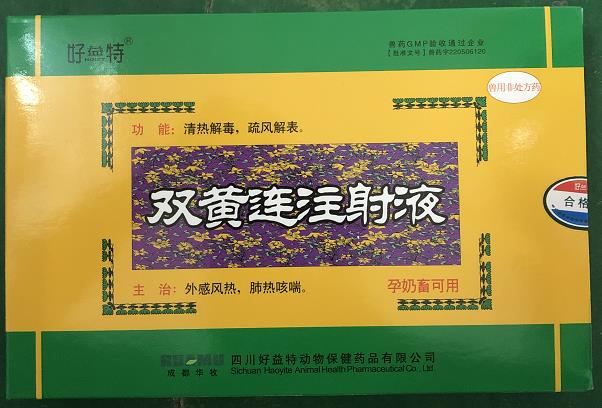 好益特®
HOIYT
兽药GMP验收通过企业
【批准文号】兽药字220506120
兽用非处方药
功 能：清热解毒，疏风解表。
双黄连注射液
合格
主 治：外感风热，肺热咳喘。
孕奶畜可用
HUAMU
成都华牧
四川好益特动物保健药品有限公司
Sichuan Haoyite Animal Health Pharmaceutical Co., Ltd.